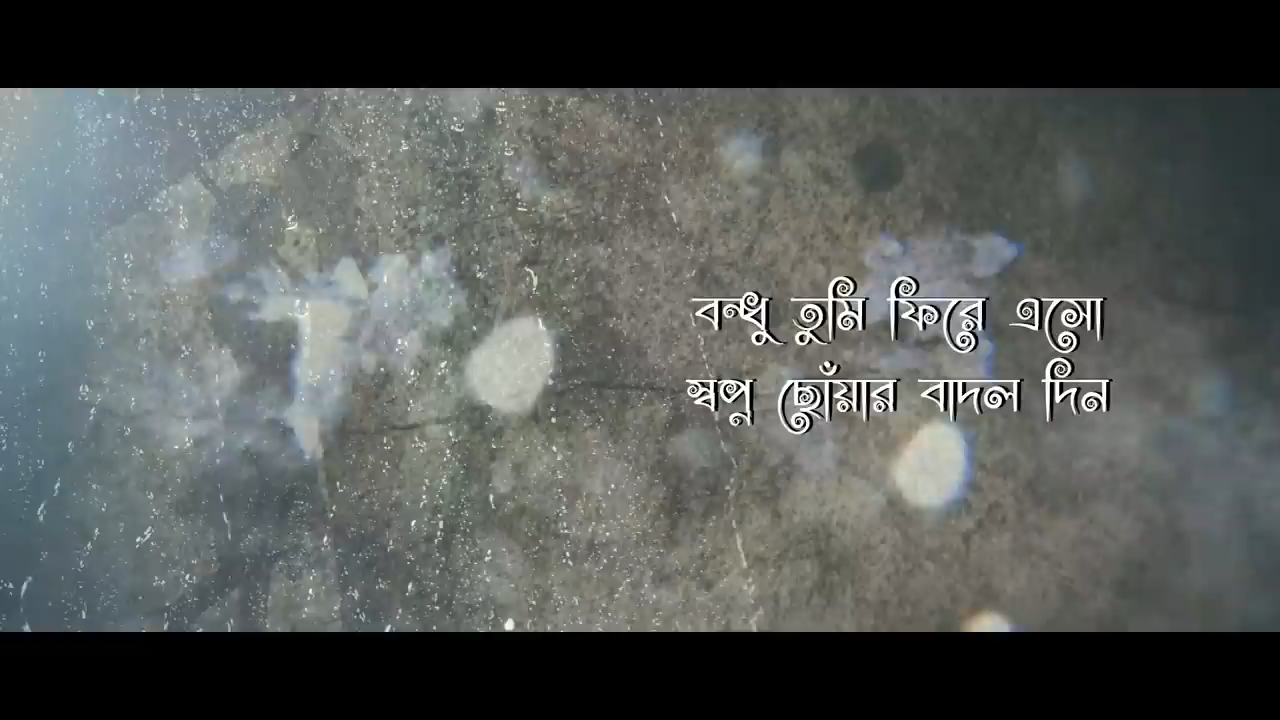 বন্ধু তুমি ফিরে এসো
স্বপ্ন ছোঁয়ার বাদল দিন